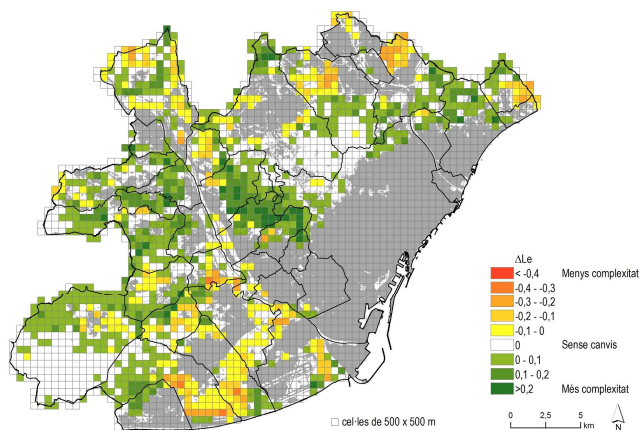 ΔLe
< -0,4 Menys complexitat
-0,4 - -0,3
-0,3 - -0,2
-0,2 - -0,1
-0,1 - 0
0 Sense canvis
0 - 0,1
0,1 - 0,2
>0,2 Més complexitat
cel·les de 500 x 500 m
0 2,5 5
km
N